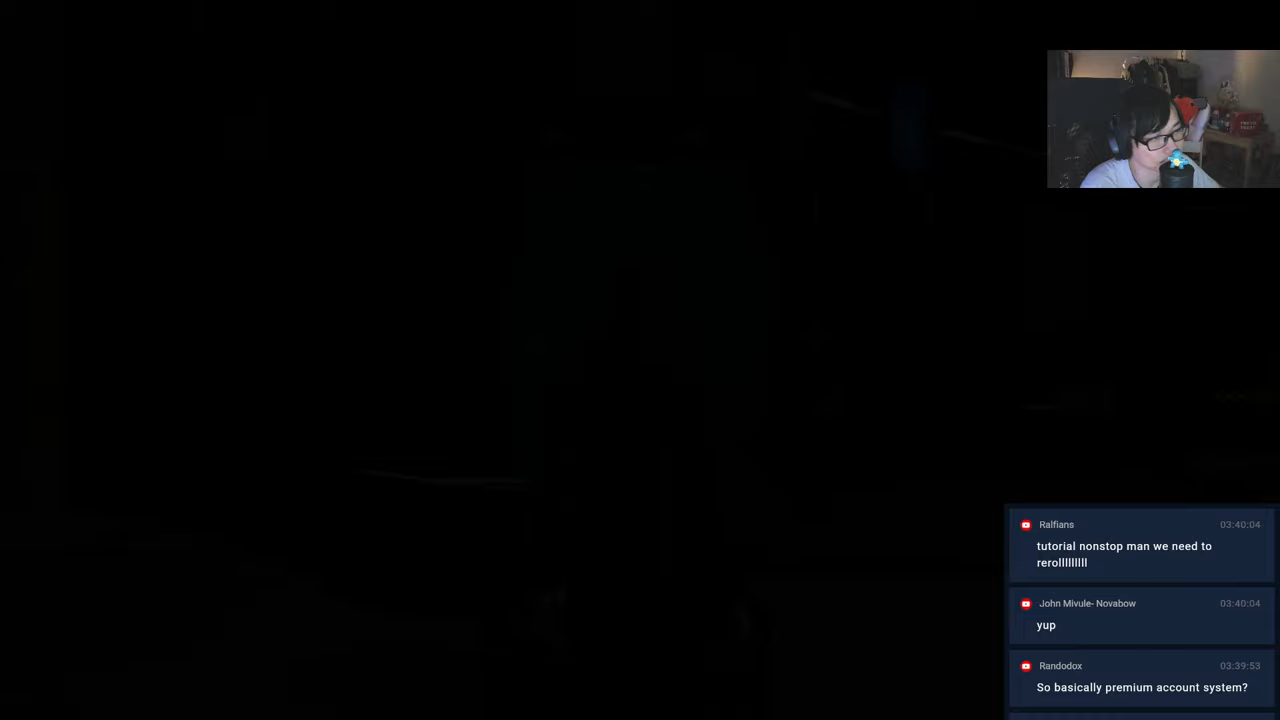 Ralfians 03:40:04
tutorial nonstop man we need to
rerolllllllll
John Mivule- Novabow 03:40:04
yup
Randodox 03:39:53
So basically premium account system?